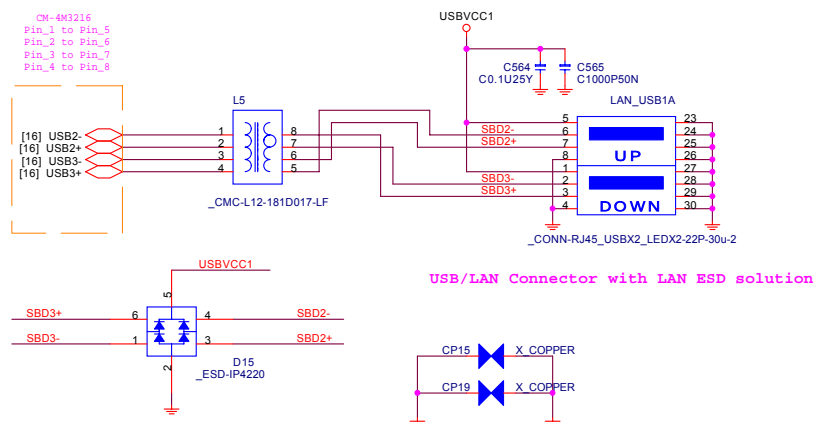 CM-4M3216
Pin_1 to Pin_5
Pin_2 to Pin_6
Pin_3 to Pin_7
Pin_4 to Pin_8
USBVCC1
C564
C0.1U25Y
C565
C1000P50N
L5
LAN_USB1A
[16] USB2-
[16] USB2+
[16] USB3-
[16] USB3+
1
2
3
4
8
7
6
5
_CMC-L12-181D017-LF
SBD2-
SBD2+
SBD3-
SBD3+
5
6
7
8
1
2
3
4
UP
DOWN
23
24
25
26
27
28
29
30
_CONN-RJ45_USBX2_LEDX2-22P-30u-2
USB/LAN Connector with LAN ESD solution
USBVCC1
5
SBD3+
6
4
SBD2-
SBD3-
1
3
SBD2+
2
D15
_ESD-IP4220
CP15
X_COPPER
CP19
X_COPPER